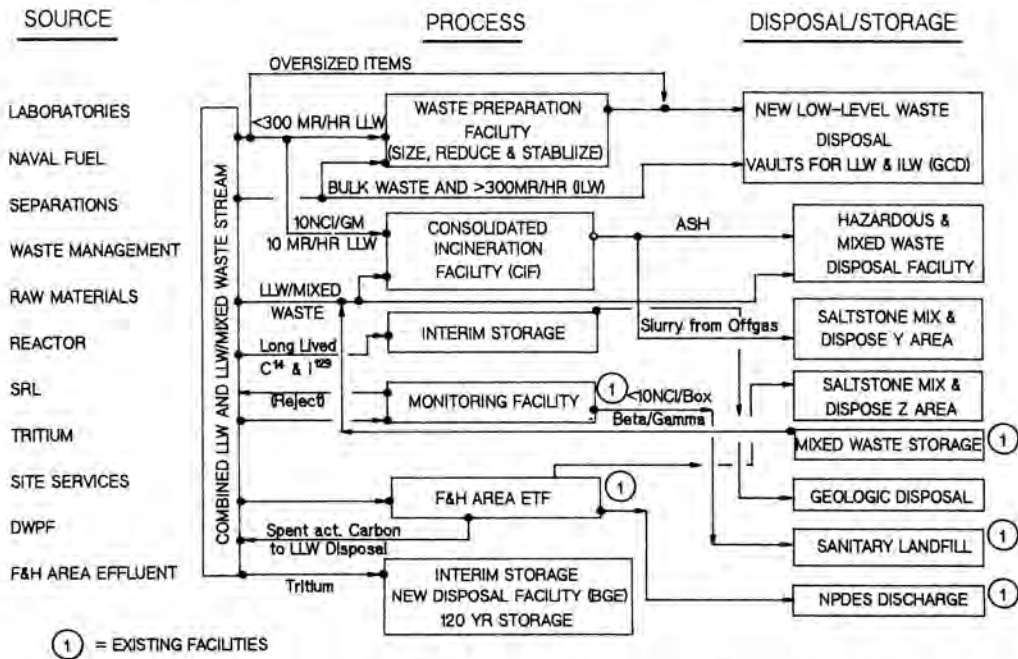 SOURCE
PROCESS
DISPOSAL/STORAGE
LABORATORIES
NAVAL FUEL
SEPARATIONS
WASTE MANAGEMENT
RAW MATERIALS
REACTOR
SRL
TRITIUM
SITE SERVICES
DWPF
F&H AREA EFFLUENT
COMBINED LLW AND LLW/MIXED WASTE STREAM
OVERSIZED ITEMS
<300 MR/HR LLW
WASTE PREPARATION
FACILITY
(SIZE, REDUCE & STABLIIZE)
BULK WASTE AND >300MR/HR (ILW)
10NCI/GM
10 MR/HR LLW
CONSOLIDATED
INCINERATION
FACILITY (CIF)
ASH
LLW/MIXED
WASTE
INTERIM STORAGE
Slurry from Offgas
Long Lived
C¹⁴ & I¹²⁹
(Reject)
MONITORING FACILITY
1
<10NCI/Box
Beta/Gamma
F&H AREA ETF
1
Spent act. Carbon
to LLW Disposal
Tritium
INTERIM STORAGE
NEW DISPOSAL FACILITY (BGE)
120 YR STORAGE
NEW LOW-LEVEL WASTE
DISPOSAL
VAULTS FOR LLW & ILW (GCD)
HAZARDOUS &
MIXED WASTE
DISPOSAL FACILITY
SALTSTONE MIX &
DISPOSE Y AREA
SALTSTONE MIX &
DISPOSE Z AREA
MIXED WASTE STORAGE
1
GEOLOGIC DISPOSAL
SANITARY LANDFILL
1
NPDES DISCHARGE
1
1 = EXISTING FACILITIES